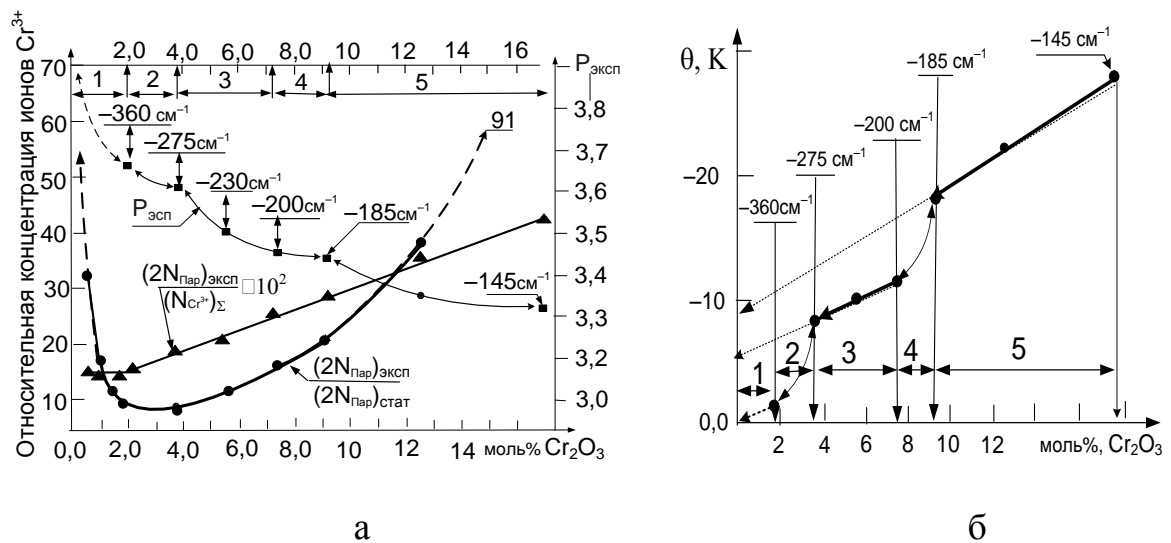 Относительная концентрация ионов Cr³⁺
2,0 4,0 6,0 8,0 10 12 14 16
70
60
50
40
30
20
10
1 2 3 4 5
Pэксп
3,8
3,7
3,6
3,5
3,4
3,3
3,2
3,1
3,0
91
−360 см⁻¹
−275см⁻¹
−230см⁻¹
−200см⁻¹
−185см⁻¹
−145см⁻¹
Pэсп
(2Nпар)эксп
(NCr³⁺)Σ
□10²
(2Nпар)эксп
(2Nпар)стат
0,0 2,0 4,0 6,0 8,0 10 12 14 моль% Cr₂O₃
а
θ, K
−20
−10
0,0
−145 см⁻¹
−185 см⁻¹
−200 см⁻¹
−275 см⁻¹
−360см⁻¹
1 2 3 4 5
2 4 6 8 10 12 моль%, Cr₂O₃
б